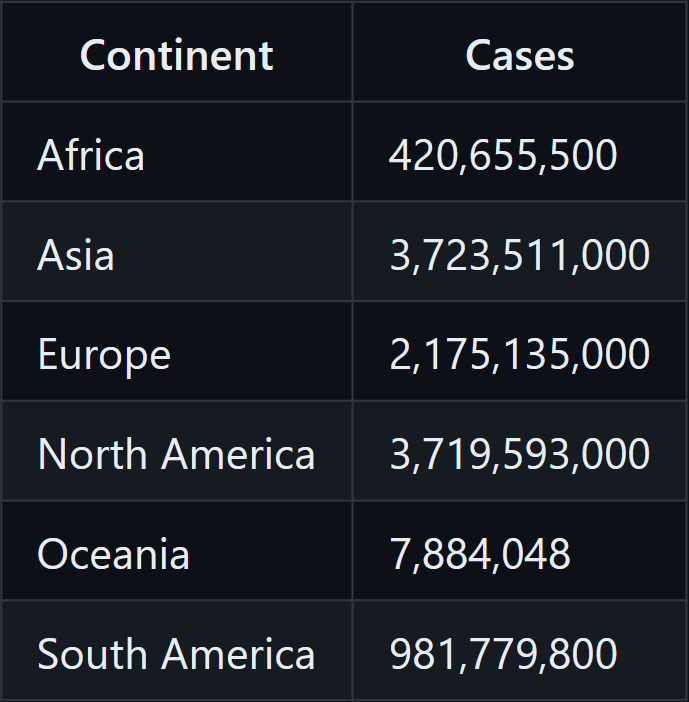 Continent Cases
Africa 420,655,500
Asia 3,723,511,000
Europe 2,175,135,000
North America 3,719,593,000
Oceania 7,884,048
South America 981,779,800